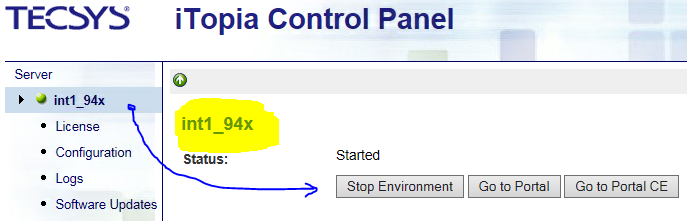 TECSYS® iTopia Control Panel
Server
int1_94x
License
Configuration
Logs
Software Updates
int1_94x
Status: Started
Stop Environment Go to Portal Go to Portal CE